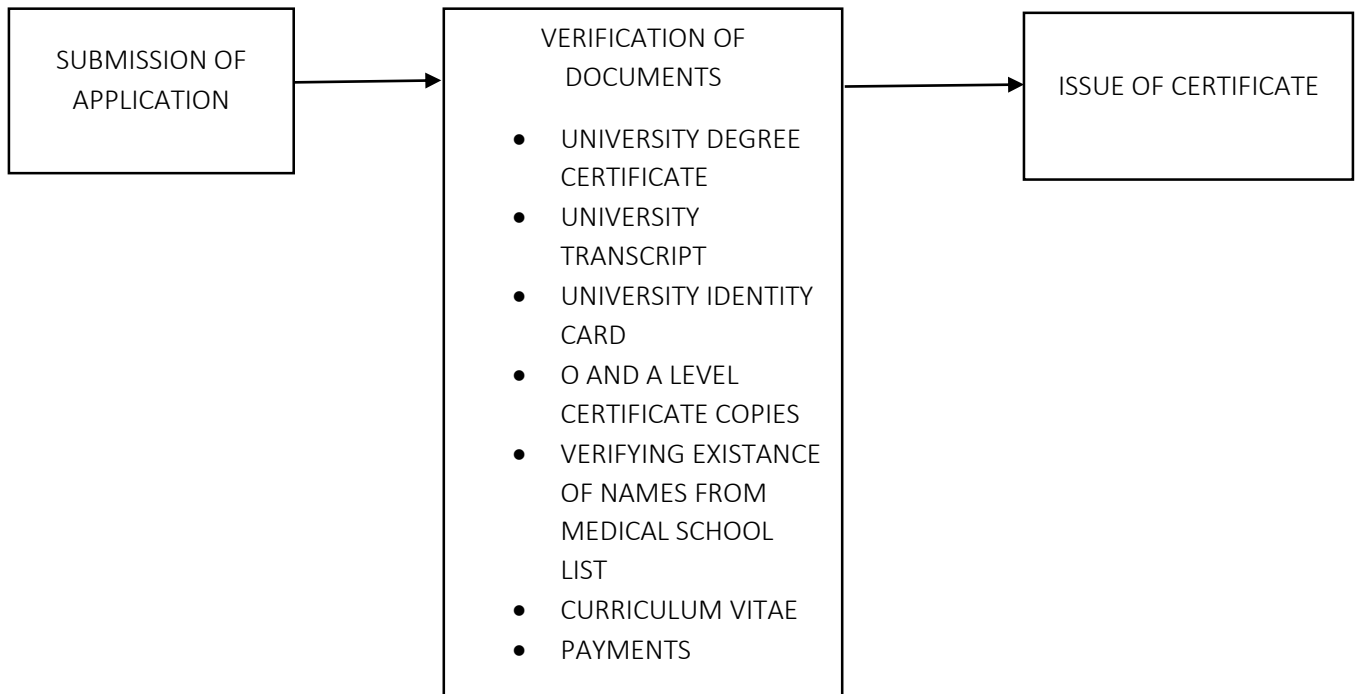 SUBMISSION OF
APPLICATION
VERIFICATION OF
DOCUMENTS
• UNIVERSITY DEGREE
CERTIFICATE
• UNIVERSITY
TRANSCRIPT
• UNIVERSITY IDENTITY
CARD
• O AND A LEVEL
CERTIFICATE COPIES
• VERIFYING EXISTANCE
OF NAMES FROM
MEDICAL SCHOOL
LIST
• CURRICULUM VITAE
• PAYMENTS
ISSUE OF CERTIFICATE